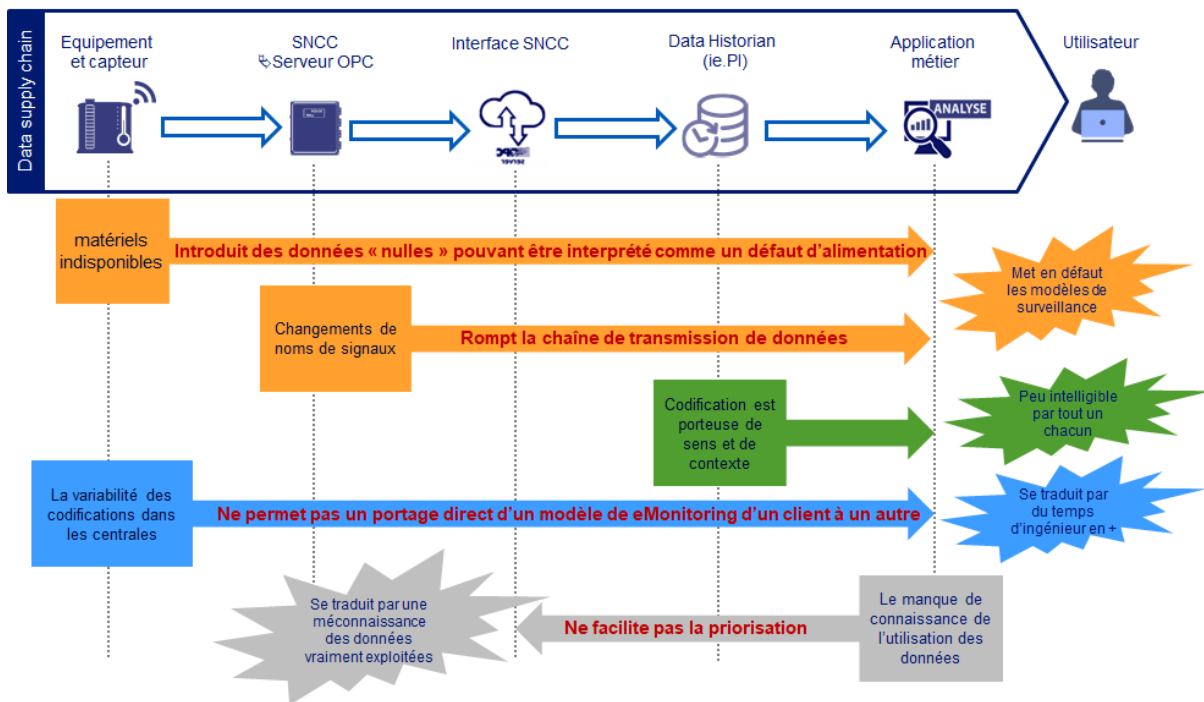 Data supply chain
Equipement
et capteur
SNCC
Serveur OPC
Interface SNCC
Data Historian
(ie.PI)
Application
métier
Utilisateur
OPC
SERVER
ANALYSE
matériels
indisponibles
Introduit des données « nulles » pouvant être interprété comme un défaut d'alimentation
Met en défaut
les modèles de
surveillance
Changements de
noms de signaux
Rompt la chaîne de transmission de données
Codification est
porteuse de
sens et de
contexte
Peu intelligible
par tout un
chacun
La variabilité des
codifications dans
les centrales
Ne permet pas un portage direct d'un modèle de eMonitoring d'un client à un autre
Se traduit par
du temps
d'ingénieur en +
Se traduit par une
méconnaissance
des données
vraiment exploitées
Ne facilite pas la priorisation
Le manque de
connaissance de
l'utilisation des
données